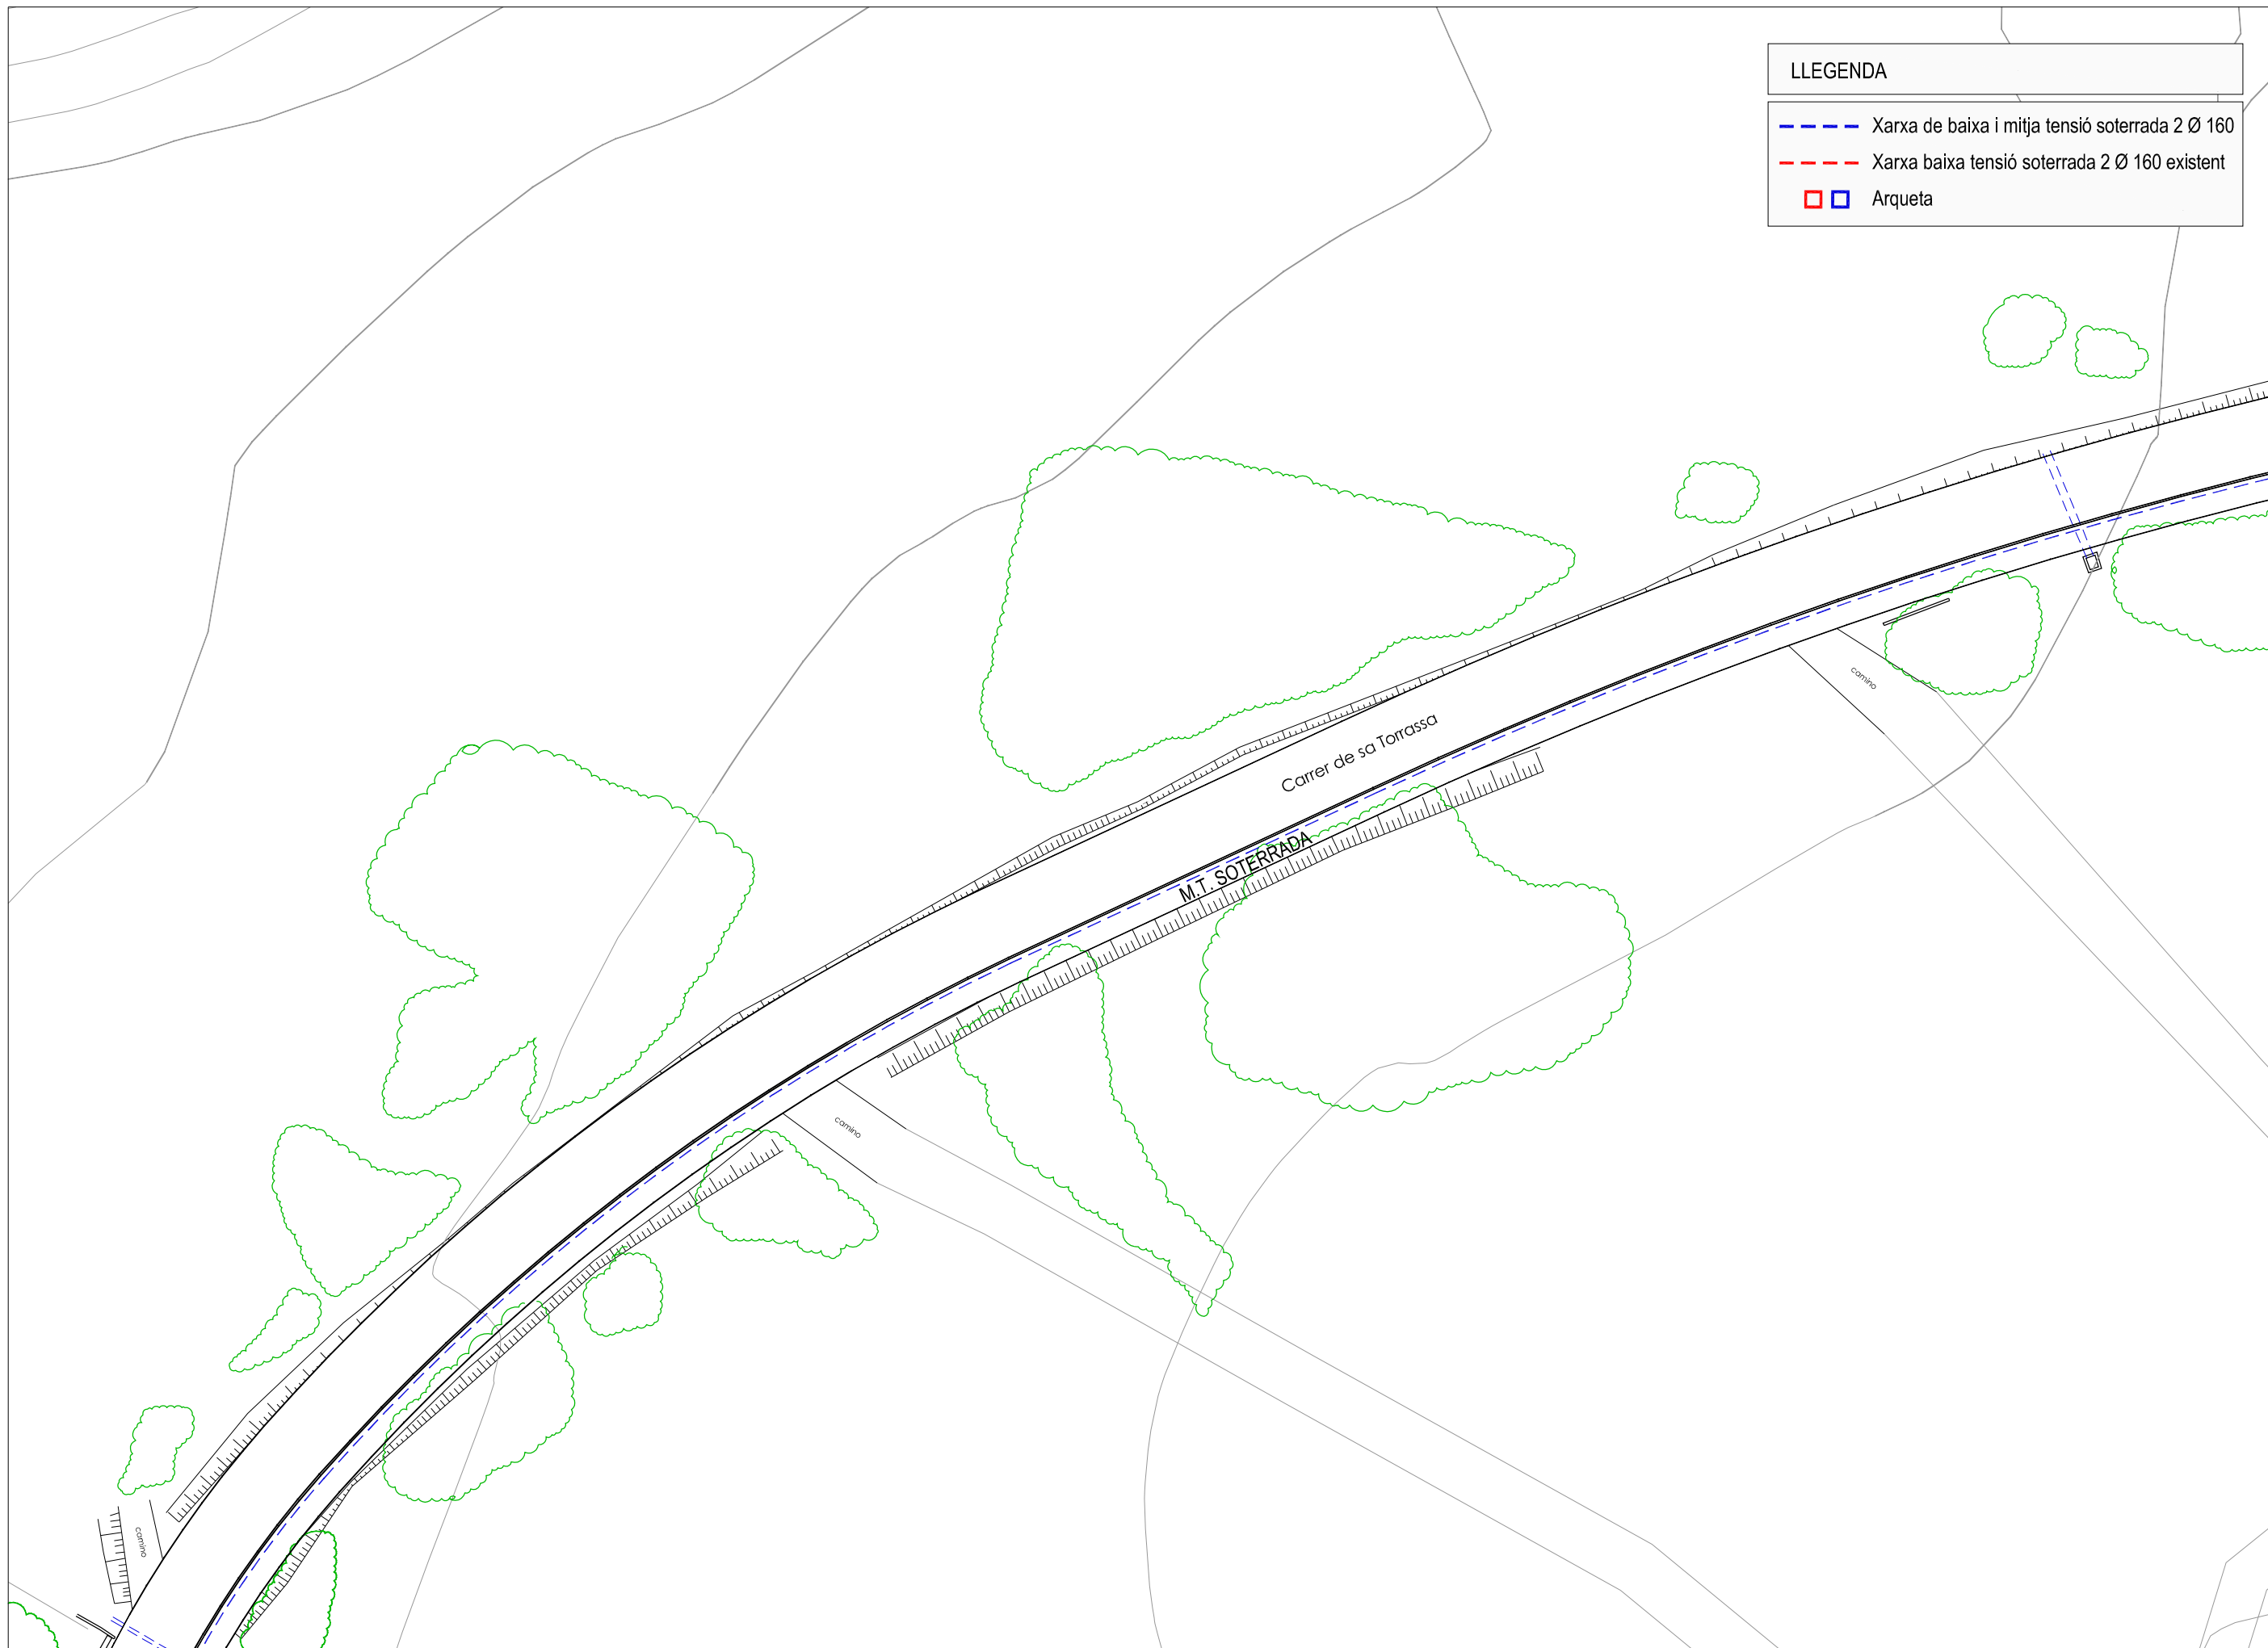 LLEGENDA
Xarxa de baixa i mitja tensió soterrada 2 Ø 160
Xarxa baixa tensió soterrada 2 Ø 160 existent
Arqueta
camino
Carrer de sa Torrassa
M.T. SOTERRADA
camino
camino